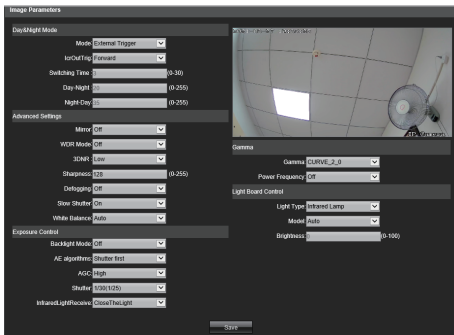 Image Parameters
Day&Night Mode
Mode: External Trigger
IcrOutTrig: Forward
Switching Time: (0-30)
Day-Night: (0-255)
Night-Day: (0-255)
Advanced Settings
Mirror: Off
WDR Mode: Off
3DNR: Low
Sharpness: 128 (0-255)
Defogging: Off
Slow Shutter: On
White Balance: Auto
Exposure Control
Backlight Mode: Off
AE algorithms: Shutter first
AGC: High
Shutter: 1/30(1/25)
InfraredLightReceive: CloseTheLight
Gamma
Gamma: CURVE_2_0
Power Frequency: Off
Light Board Control
Light Type: Infrared Lamp
Model: Auto
Brightness: (0-100)
Save